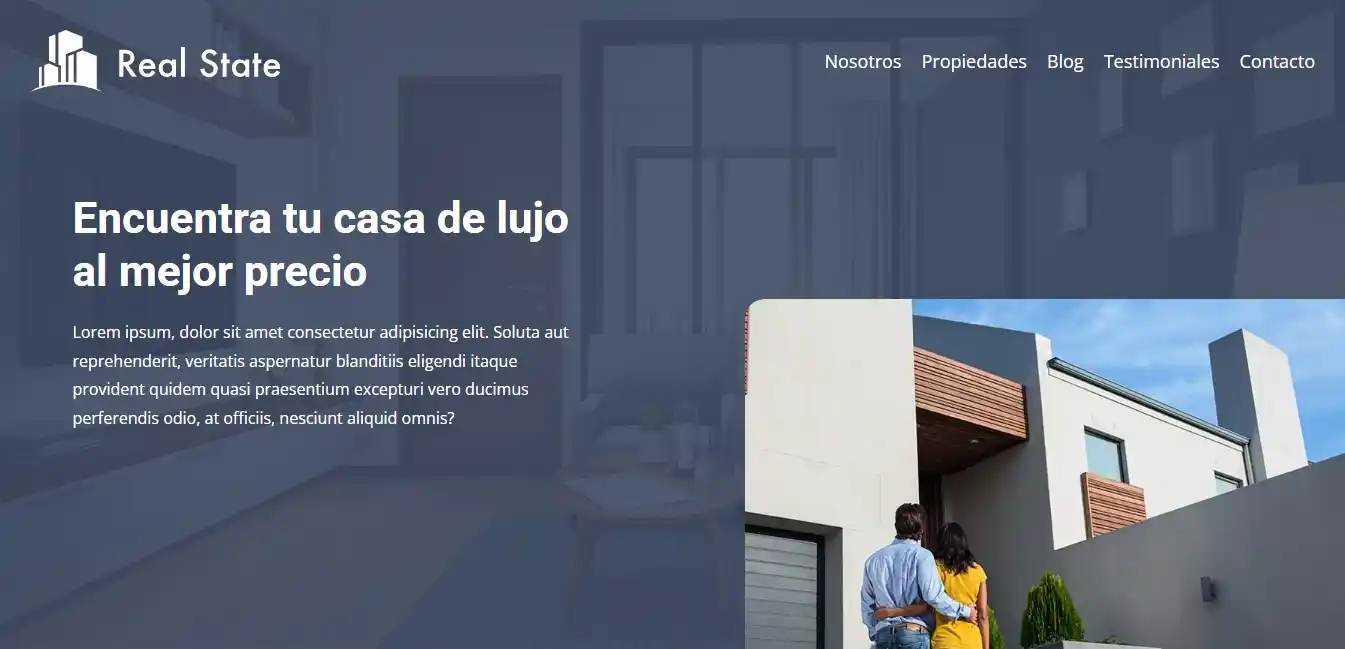 Real State
Nosotros Propiedades Blog Testimoniales Contacto
Encuentra tu casa de lujo
al mejor precio
Lorem ipsum, dolor sit amet consectetur adipisicing elit. Soluta aut
reprehenderit, veritatis aspernatur blanditiis eligendi itaque
provident quidem quasi praesentium excepturi vero ducimus
perferendis odio, at officiis, nesciunt aliquid omnis?